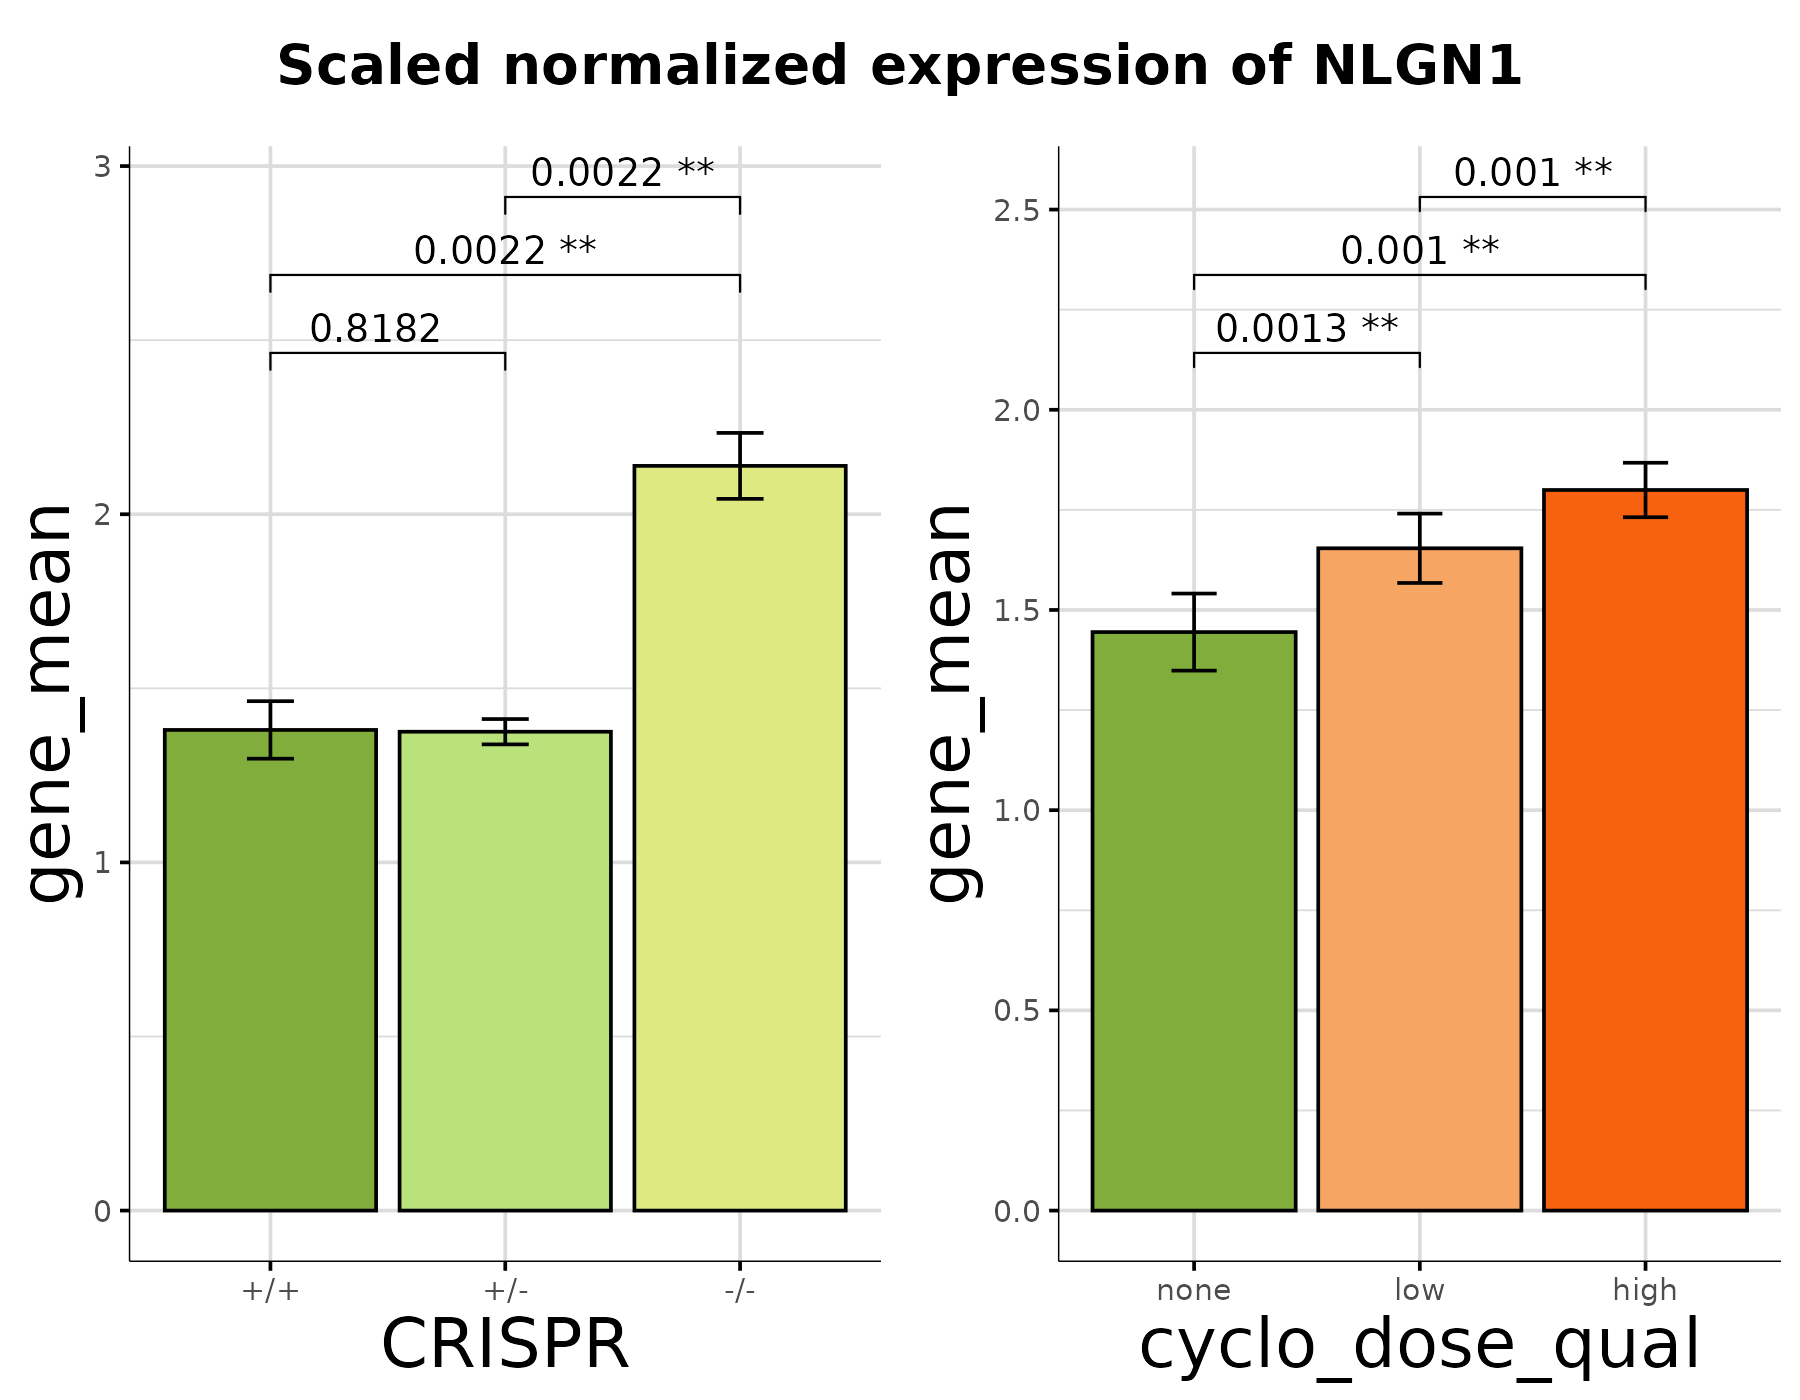 Scaled normalized expression of NLGN1
gene_mean
3
2
1
0
0.0022 **
0.0022 **
0.8182
+/+
+/-
-/-
CRISPR
gene_mean
2.5
2.0
1.5
1.0
0.5
0.0
0.001 **
0.001 **
0.0013 **
none
low
high
cyclo_dose_qual